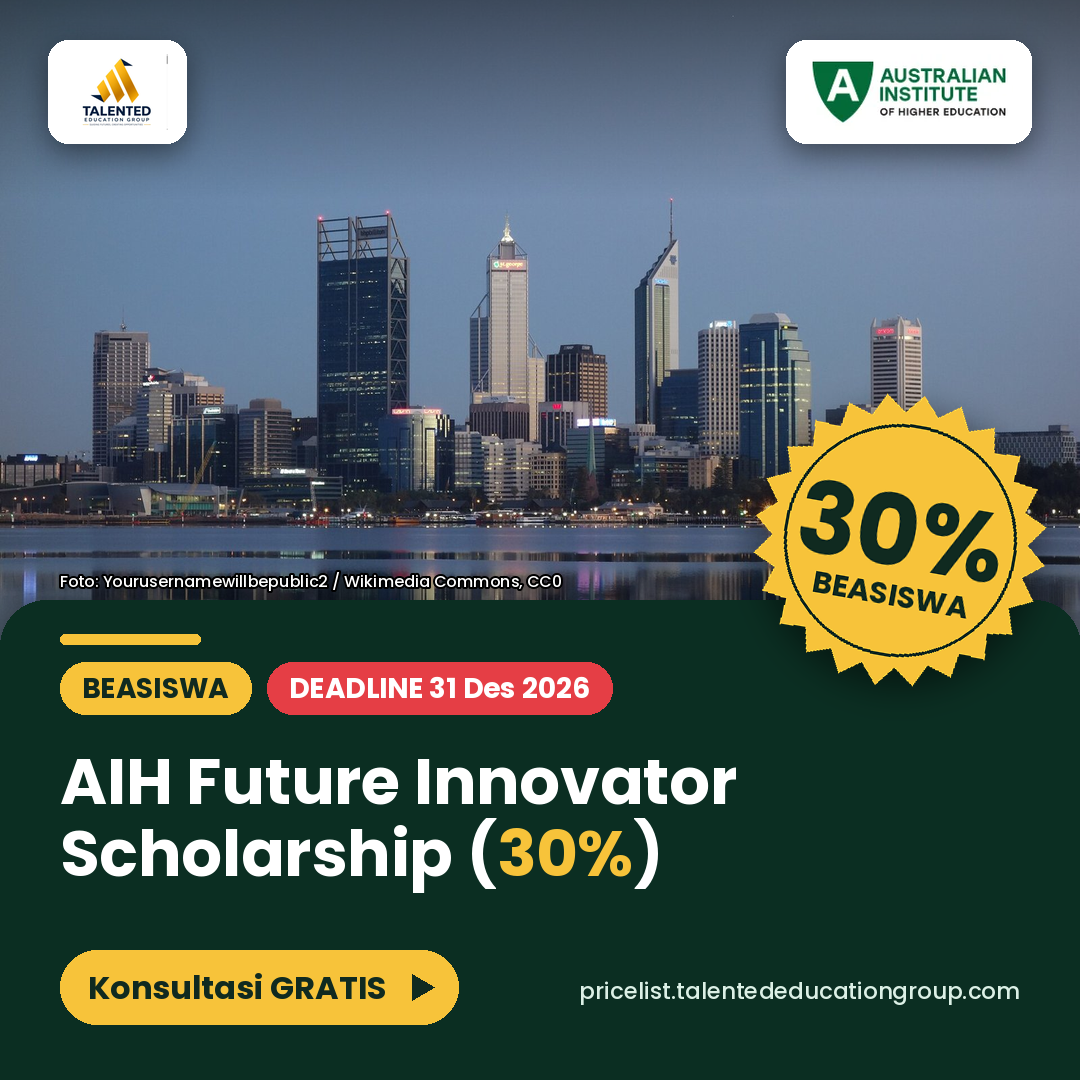 TALENTED
EDUCATION GROUP
AUSTRALIAN
INSTITUTE
OF HIGHER EDUCATION
30%
BEASISWA
Foto: Yourusernamewillbepublic2 / Wikimedia Commons, CC0
BEASISWA
DEADLINE 31 Des 2026
AIH Future Innovator
Scholarship (30%)
Konsultasi GRATIS
pricelist.talentededucationgroup.com